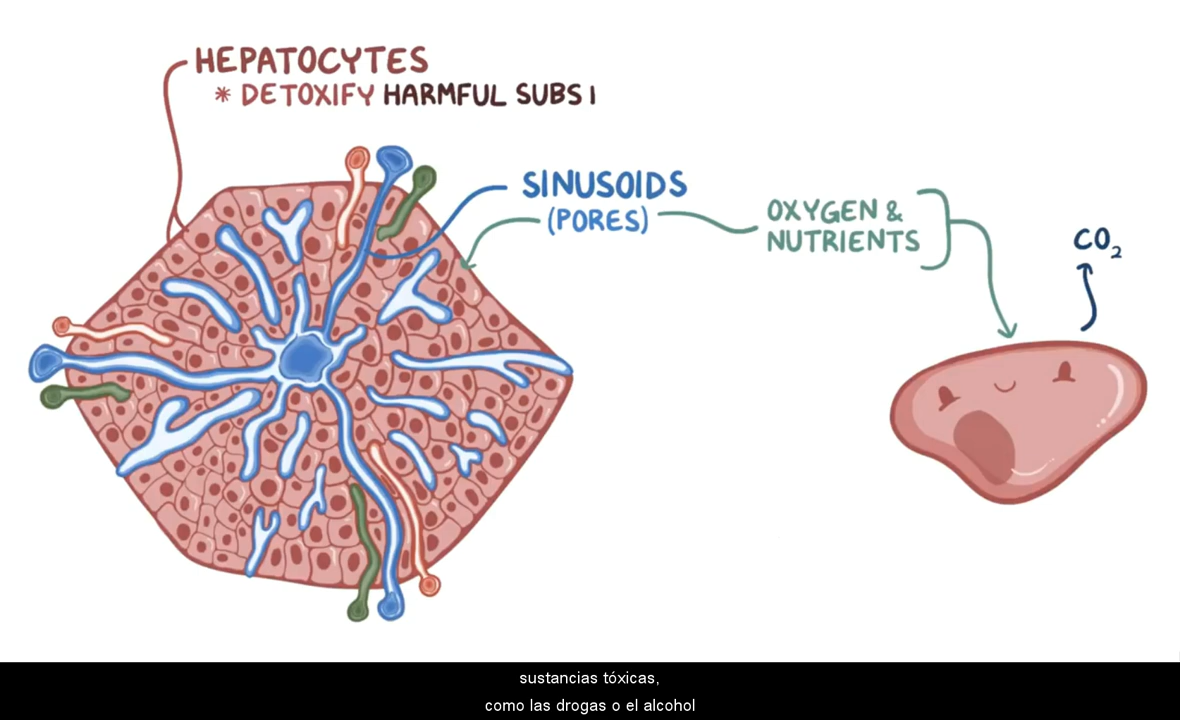 HEPATOCYTES
* DETOXIFY HARMFUL SUBS
SINUSOIDS
(PORES)
OXYGEN &
NUTRIENTS
CO₂
sustancias tóxicas,
como las drogas o el alcohol